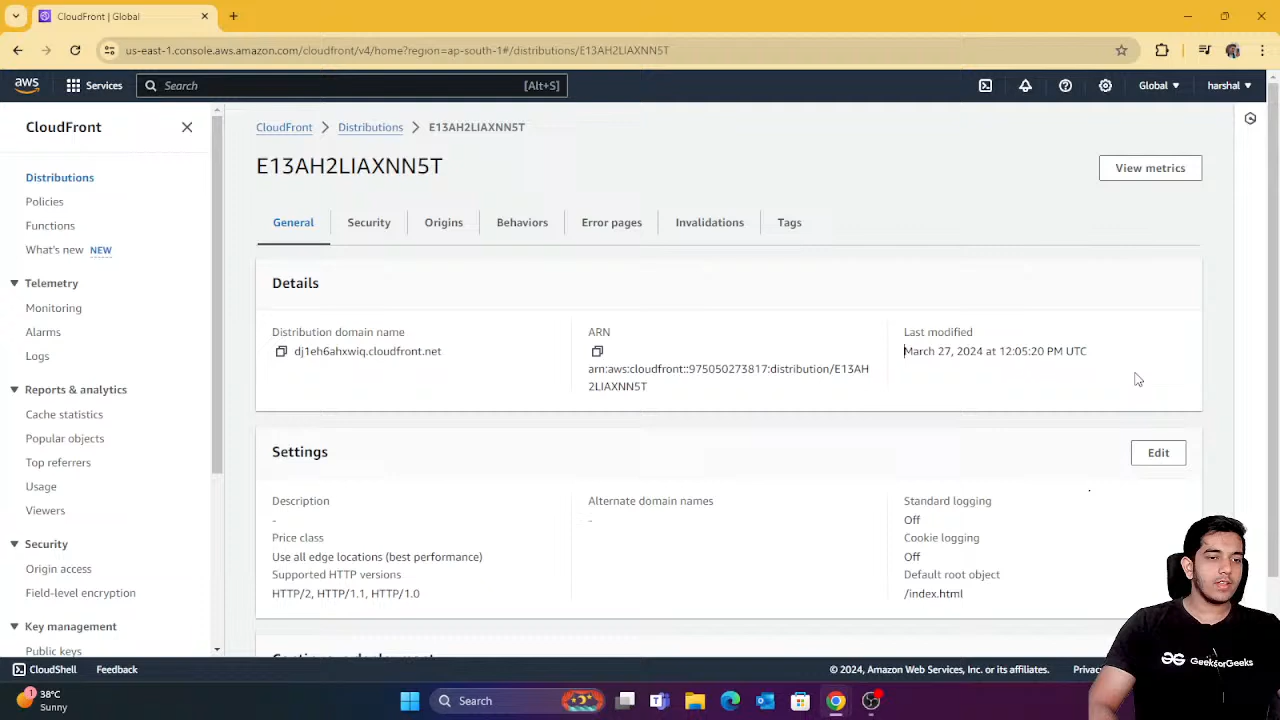 CloudFront | Global
us-east-1.console.aws.amazon.com/cloudfront/v4/home?region=ap-south-1#/distributions/E13AH2LIAXNN5T
aws
Services
Search
[Alt+S]
Global
harshal
CloudFront
Distributions
Policies
Functions
What's new NEW
Telemetry
Monitoring
Alarms
Logs
Reports & analytics
Cache statistics
Popular objects
Top referrers
Usage
Viewers
Security
Origin access
Field-level encryption
Key management
Public keys
CloudFront > Distributions > E13AH2LIAXNN5T
E13AH2LIAXNN5T
View metrics
General
Security
Origins
Behaviors
Error pages
Invalidations
Tags
Details
Distribution domain name
dj1eh6ahxwiq.cloudfront.net
ARN
arn:aws:cloudfront::975050273817:distribution/E13AH
2LIAXNN5T
Last modified
March 27, 2024 at 12:05:20 PM UTC
Settings
Edit
Description
-
Price class
Use all edge locations (best performance)
Supported HTTP versions
HTTP/2, HTTP/1.1, HTTP/1.0
Alternate domain names
-
Standard logging
Off
Cookie logging
Off
Default root object
/index.html
GeeksforGeeks
CloudShell
Feedback
© 2024, Amazon Web Services, Inc. or its affiliates.
1
38°C
Sunny
Search